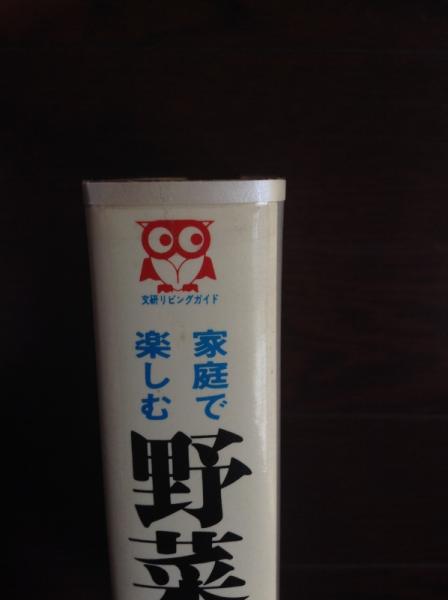 文研リビングガイド
家庭で
楽しむ
野菜